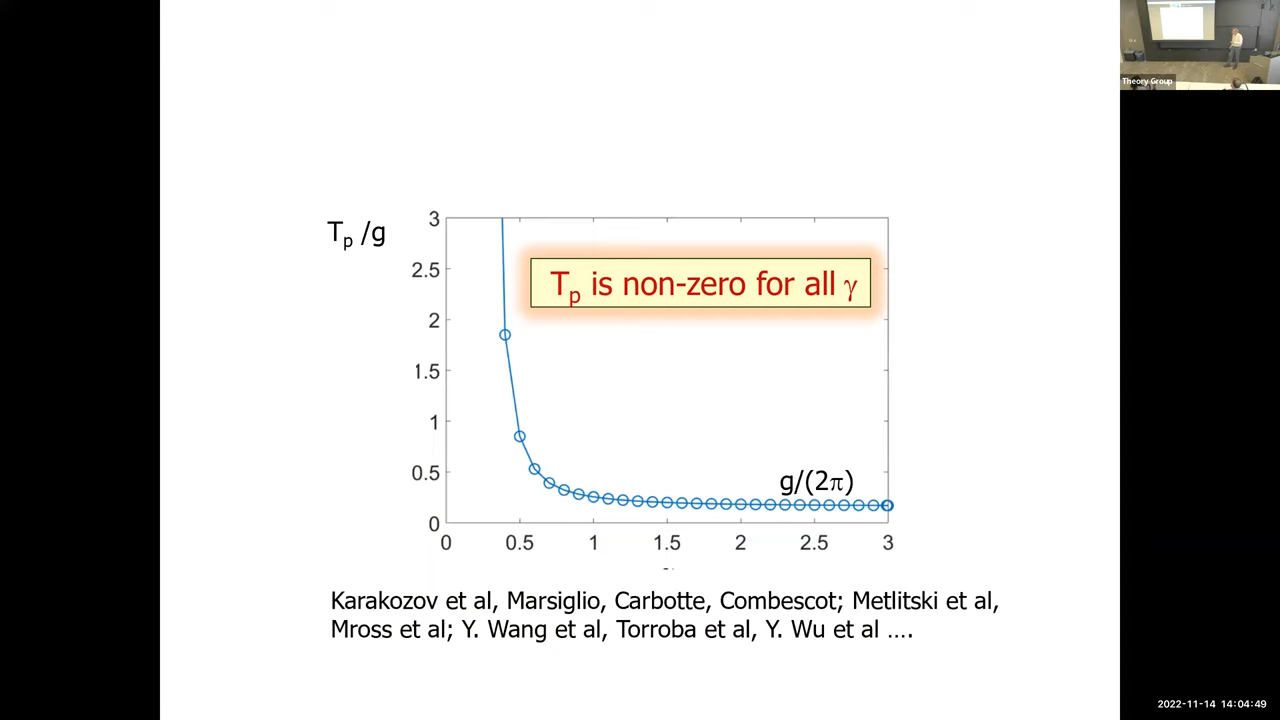 Theory Group
T_p /g
3
2.5
2
1.5
1
0.5
0
T_p is non-zero for all γ
g/(2π)
0 0.5 1 1.5 2 2.5 3
Karakozov et al, Marsiglio, Carbotte, Combescot; Metlitski et al,
Mross et al; Y. Wang et al, Torroba et al, Y. Wu et al ....
2022-11-14 14:04:49